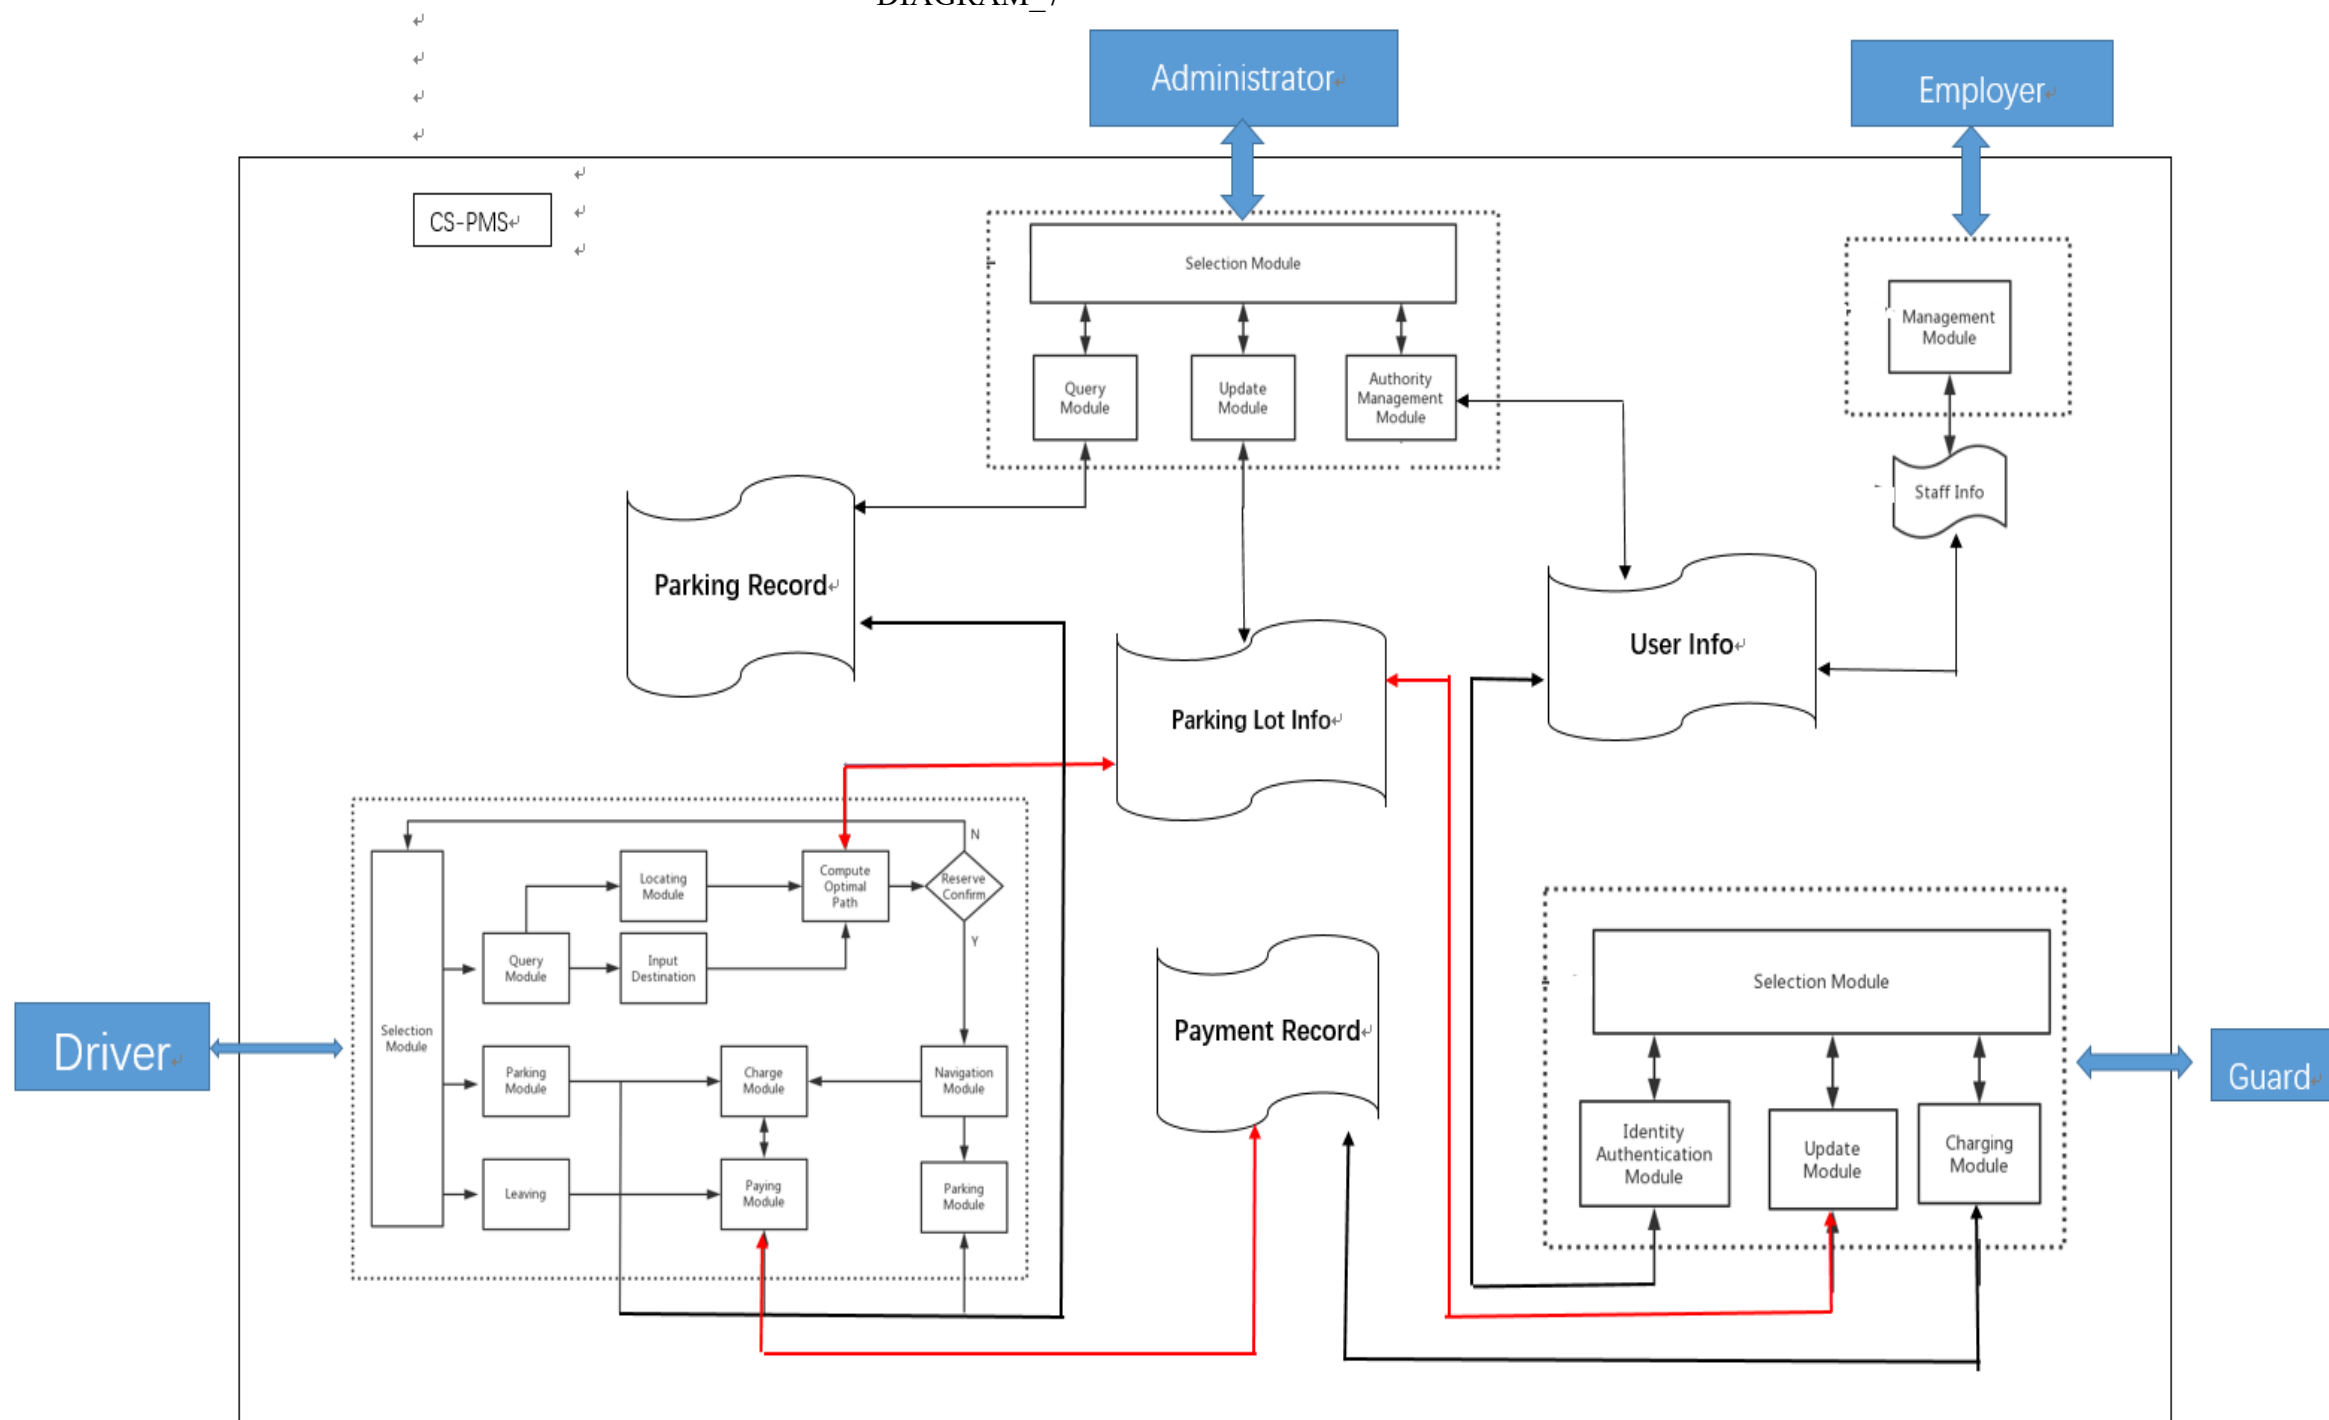 Administrator
Employer
CS-PMS
Selection Module
Management
Module
Query
Module
Update
Module
Authority
Management
Module
Staff Info
Parking Record
User Info
Parking Lot Info
N
Locating
Module
Compute
Optimal
Path
Reserve
Confirm
Y
Query
Module
Input
Destination
Selection
Module
Selection Module
Payment Record
Driver
Parking
Module
Charge
Module
Navigation
Module
Guard
Identity
Authentication
Module
Update
Module
Charging
Module
Leaving
Paying
Module
Parking
Module